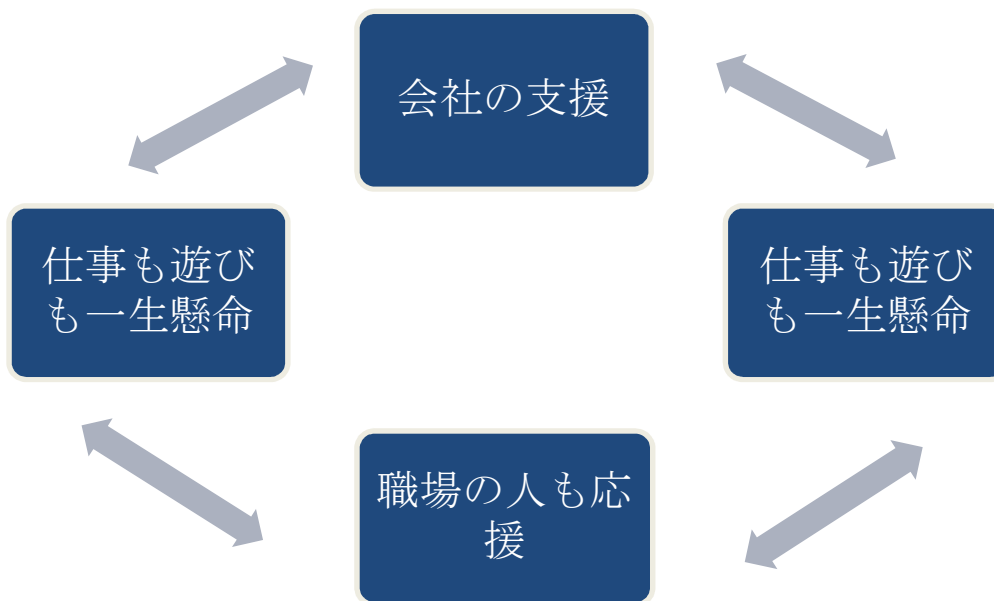 会社の支援
仕事も遊び
も一生懸命
仕事も遊び
も一生懸命
職場の人も応
援